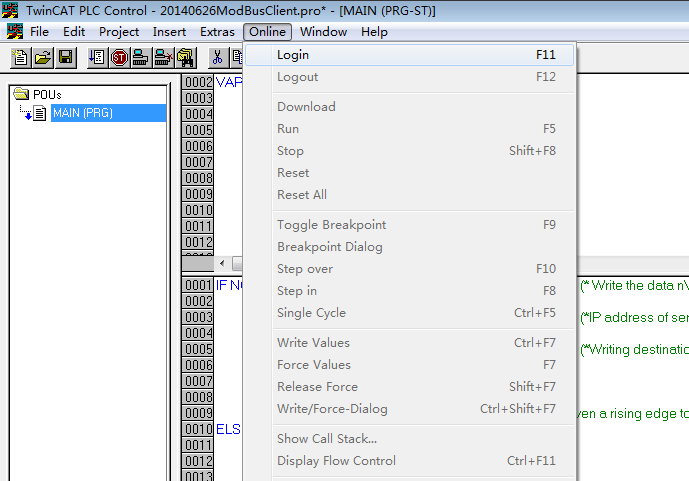 TwinCAT PLC Control - 20140626ModBusClient.pro* - [MAIN (PRG-ST)]
File Edit Project Insert Extras Online Window Help
POUs
MAIN (PRG)
0002 VAR
0003
0004
0005
0006
0007
0008
0009
0010
0011
0012
Login F11
Logout F12
Download
Run F5
Stop Shift+F8
Reset
Reset All
Toggle Breakpoint F9
Breakpoint Dialog
Step over F10
Step in F8
Single Cycle Ctrl+F5
Write Values Ctrl+F7
Force Values F7
Release Force Shift+F7
Write/Force-Dialog Ctrl+Shift+F7
Show Call Stack...
Display Flow Control Ctrl+F11
0001 IF NO (* Write the data
0002
0003 (*IP address of ser
0004
0005 (*Writing destinatio
0006
0007
0008
0009 a rising edge to
0010 ELS
0011
0012
0013